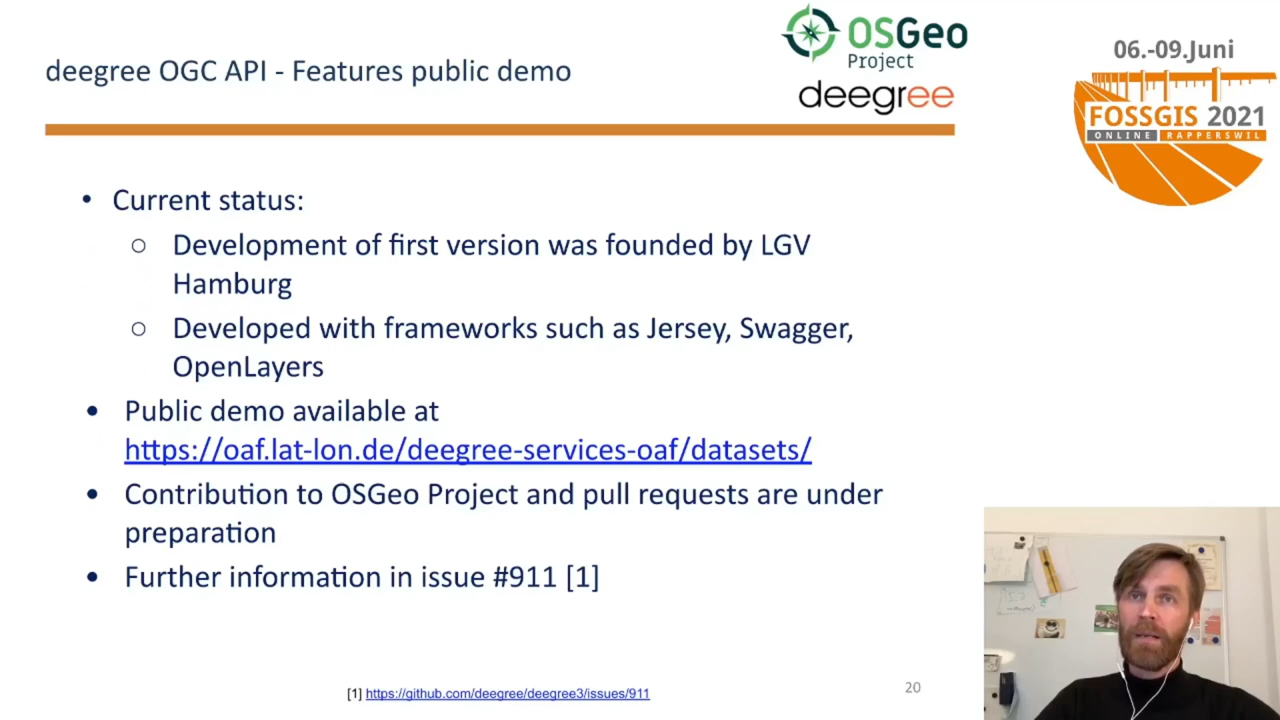 deegree OGC API - Features public demo
OSGeo
Project
deegree
06.-09.Juni
FOSSGIS 2021
ONLINE RAPPERSWIL
• Current status:
○ Development of first version was founded by LGV
Hamburg
○ Developed with frameworks such as Jersey, Swagger,
OpenLayers
• Public demo available at
https://oaf.lat-lon.de/deegree-services-oaf/datasets/
• Contribution to OSGeo Project and pull requests are under
preparation
• Further information in issue #911 [1]
[1] https://github.com/deegree/deegree3/issues/911
20